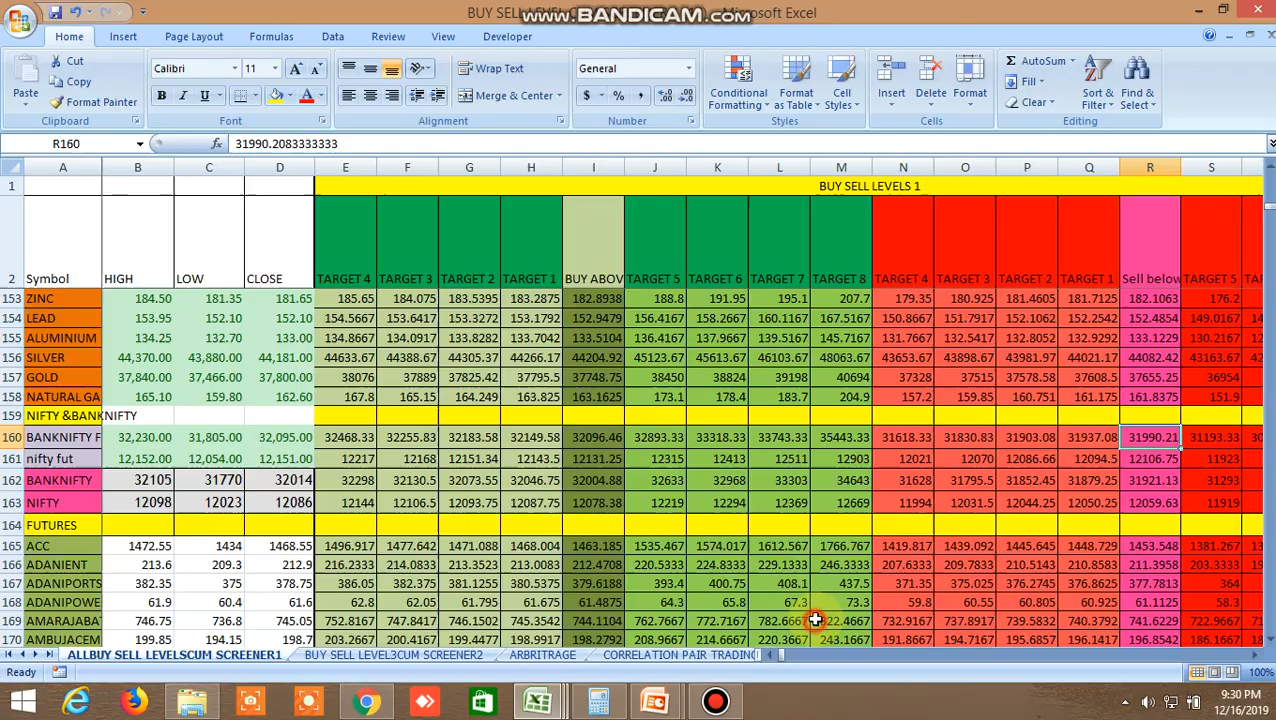 BUY SELL LEVEL www.BANDICAM.com Microsoft Excel
Home Insert Page Layout Formulas Data Review View Developer
Paste Cut Copy Format Painter Clipboard
Calibri 11 B I U A Font
Wrap Text Merge & Center Alignment
General $ % , Number
Conditional Formatting Format as Table Cell Styles Styles
Insert Delete Format Cells
AutoSum Fill Clear Sort & Filter Find & Select Editing
R160 fx 31990.2083333333
A B C D E F G H I J K L M N O P Q R S
1 BUY SELL LEVELS 1
2 Symbol HIGH LOW CLOSE TARGET 4 TARGET 3 TARGET 2 TARGET 1 BUY ABOV TARGET 5 TARGET 6 TARGET 7 TARGET 8 TARGET 4 TARGET 3 TARGET 2 TARGET 1 Sell below TARGET 5
153 ZINC 184.50 181.35 181.65 185.65 184.075 183.5395 183.2875 182.8938 188.8 191.95 195.1 207.7 179.35 180.925 181.4605 181.7125 182.1063 176.2
154 LEAD 153.95 152.10 152.10 154.5667 153.6417 153.3272 153.1792 152.9479 156.4167 158.2667 160.1167 167.5167 150.8667 151.7917 152.1062 152.2542 152.4854 149.0167
155 ALUMINIUM 134.25 132.70 133.00 134.8667 134.0917 133.8282 133.7042 133.5104 136.4167 137.9667 139.5167 145.7167 131.7667 132.5417 132.8052 132.9292 133.1229 130.2167
156 SILVER 44,370.00 43,880.00 44,181.00 44633.67 44388.67 44305.37 44266.17 44204.92 45123.67 45613.67 46103.67 48063.67 43653.67 43898.67 43981.97 44021.17 44082.42 43163.67
157 GOLD 37,840.00 37,466.00 37,800.00 38076 37889 37825.42 37795.5 37748.75 38450 38824 39198 40694 37328 37515 37578.58 37608.5 37655.25 36954
158 NATURAL GA 165.10 159.80 162.60 167.8 165.15 164.249 163.825 163.1625 173.1 178.4 183.7 204.9 157.2 159.85 160.751 161.175 161.8375 151.9
159 NIFTY &BANKNIFTY
160 BANKNIFTY F 32,230.00 31,805.00 32,095.00 32468.33 32255.83 32183.58 32149.58 32096.46 32893.33 33318.33 33743.33 35443.33 31618.33 31830.83 31903.08 31937.08 31990.21 31193.33
161 nifty fut 12,152.00 12,054.00 12,151.00 12217 12168 12151.34 12143.5 12131.25 12315 12413 12511 12903 12021 12070 12086.66 12094.5 12106.75 11923
162 BANKNIFTY 32105 31770 32014 32298 32130.5 32073.55 32046.75 32004.88 32633 32968 33303 34643 31628 31795.5 31852.45 31879.25 31921.13 31293
163 NIFTY 12098 12023 12086 12144 12106.5 12093.75 12087.75 12078.38 12219 12294 12369 12669 11994 12031.5 12044.25 12050.25 12059.63 11919
164 FUTURES
165 ACC 1472.55 1434 1468.55 1496.917 1477.642 1471.088 1468.004 1463.185 1535.467 1574.017 1612.567 1766.767 1419.817 1439.092 1445.645 1448.729 1453.548 1381.267
166 ADANIENT 213.6 209.3 212.9 216.2333 214.0833 213.3523 213.0083 212.4708 220.5333 224.8333 229.1333 246.3333 207.6333 209.7833 210.5143 210.8583 211.3958 203.3333
167 ADANIPORTS 382.35 375 378.75 386.05 382.375 381.1255 380.5375 379.6188 393.4 400.75 408.1 437.5 371.35 375.025 376.2745 376.8625 377.7813 364
168 ADANIPOWE 61.9 60.4 61.6 62.8 62.05 61.795 61.675 61.4875 64.3 65.8 67.3 73.3 59.8 60.55 60.805 60.925 61.1125 58.3
169 AMARAJABA 746.75 736.8 745.05 752.8167 747.8417 746.1502 745.3542 744.1104 762.7667 772.7167 732.9167 737.8917 739.5832 740.3792 741.6229 722.9667
170 AMBUJACEM 199.85 194.15 198.7 203.2667 200.4167 199.4477 198.9917 198.2792 208.9667 214.6667 220.3667 243.1667 191.8667 194.7167 195.6857 196.1417 196.8542 186.1667
ALLBUY SELL LEVELSCUM SCREENER1 BUY SELL LEVEL3CUM SCREENER2 ARBITRAGE CORRELATION PAIR TRADING
Ready 100%
9:30 PM
12/16/2019